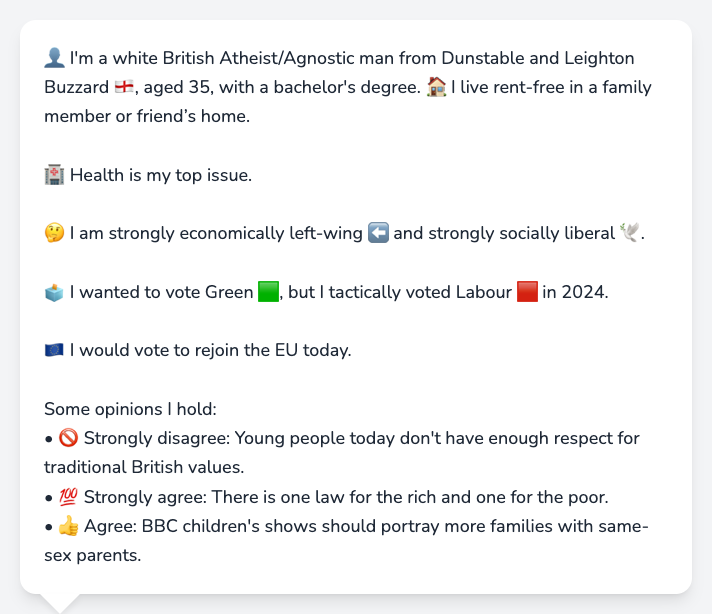 👤 I'm a white British Atheist/Agnostic man from Dunstable and Leighton
Buzzard 🏴󠁧󠁢󠁥󠁮󠁧󠁿, aged 35, with a bachelor's degree. 🏠 I live rent-free in a family
member or friend’s home.
🏥 Health is my top issue.
🤔 I am strongly economically left-wing ⬅️ and strongly socially liberal 🕊️.
🗳️ I wanted to vote Green 🟩, but I tactically voted Labour 🟥 in 2024.
🇪🇺 I would vote to rejoin the EU today.
Some opinions I hold:
• 🚫 Strongly disagree: Young people today don't have enough respect for
traditional British values.
• 💯 Strongly agree: There is one law for the rich and one for the poor.
• 👍 Agree: BBC children's shows should portray more families with same-
sex parents.